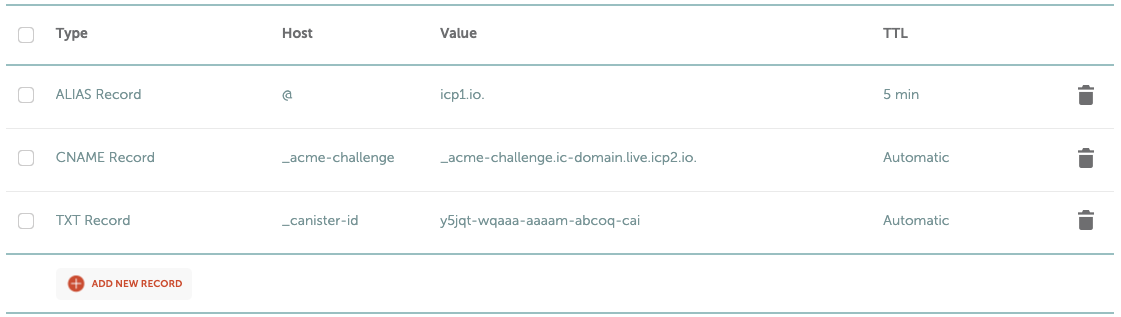 Type Host Value TTL
ALIAS Record @ icp1.io. 5 min
CNAME Record _acme-challenge _acme-challenge.ic-domain.live.icp2.io. Automatic
TXT Record _canister-id y5jqt-wqaaa-aaaam-abcoq-cai Automatic
ADD NEW RECORD